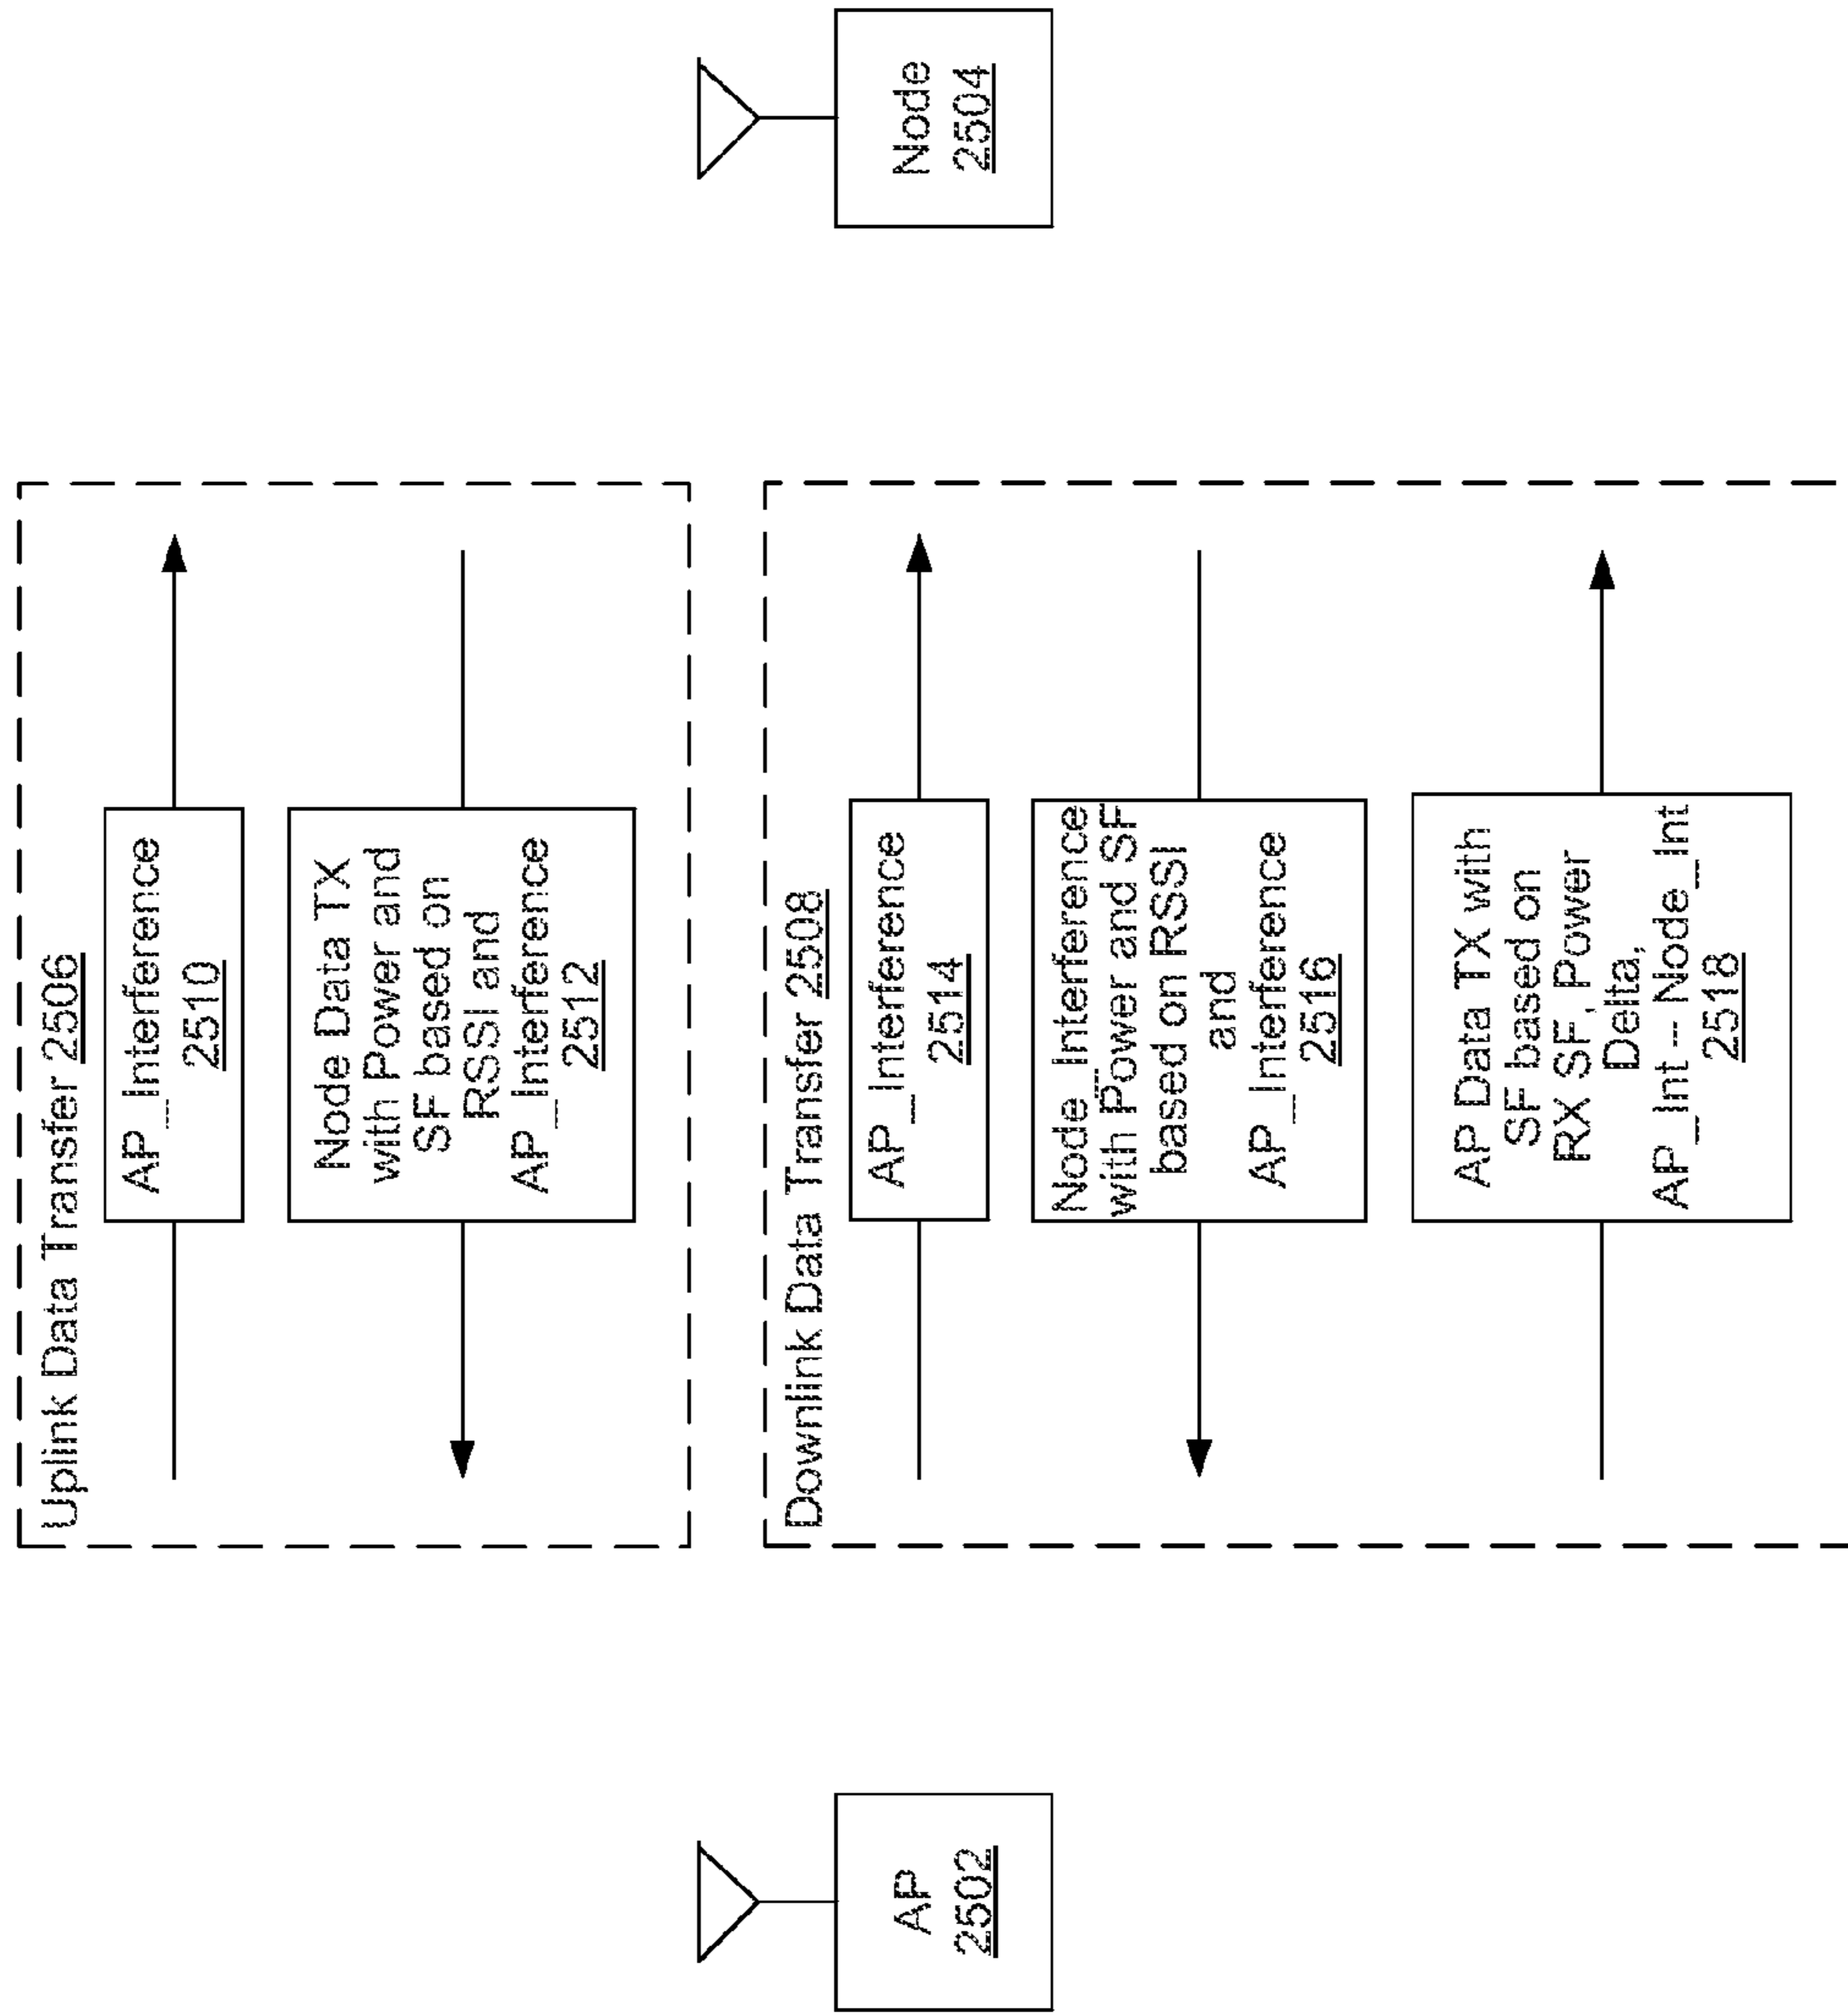 Uplink Data Transfer 2506
AP_Interference
2510
Node Data TX
with Power and
SF based on
RSSI and
AP_Interference
2512
Downlink Data Transfer 2508
AP_Interference
2514
Node_Interference
with Power and SF
based on RSSI
and
AP_Interference
2516
AP Data TX with
SF based on
RX SF, Power
Delta,
AP_Int -- Node_Int
2518
AP
2502
Node
2504